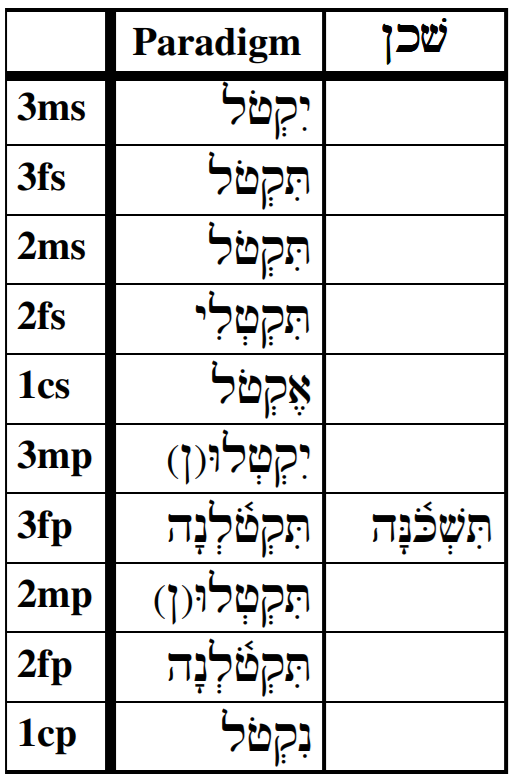 Paradigm שׁכן
3ms יִקְטֹל
3fs תִּקְטֹל
2ms תִּקְטֹל
2fs תִּקְטְלִי
1cs אֶקְטֹל
3mp יִקְטְלוּ(ן)
3fp תִּקְטֹ֫לְנָה תִּשְׁכֹּ֫נָּה
2mp תִּקְטְלוּ(ן)
2fp תִּקְטֹ֫לְנָה
1cp נִקְטֹל